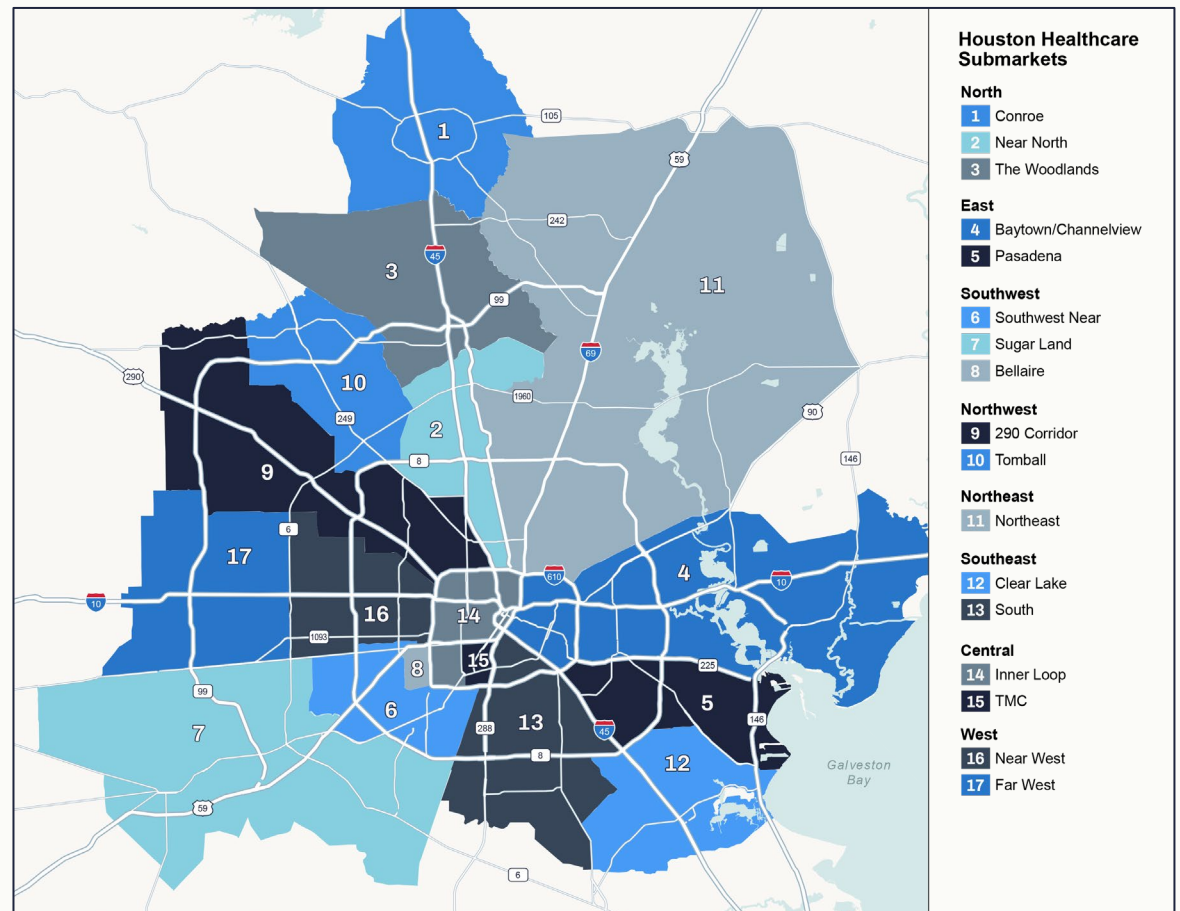 Houston Healthcare
Submarkets
North
1 Conroe
2 Near North
3 The Woodlands
East
4 Baytown/Channelview
5 Pasadena
Southwest
6 Southwest Near
7 Sugar Land
8 Bellaire
Northwest
9 290 Corridor
10 Tomball
Northeast
11 Northeast
Southeast
12 Clear Lake
13 South
Central
14 Inner Loop
15 TMC
West
16 Near West
17 Far West
105
1
59
242
45
3
11
99
69
290
10
1960
90
249
2
8
146
9
6
17
610
4
10
10
16
14
1093
15
8
225
99
5
6
7
288
13
45
146
8
12
Galveston
Bay
59
6